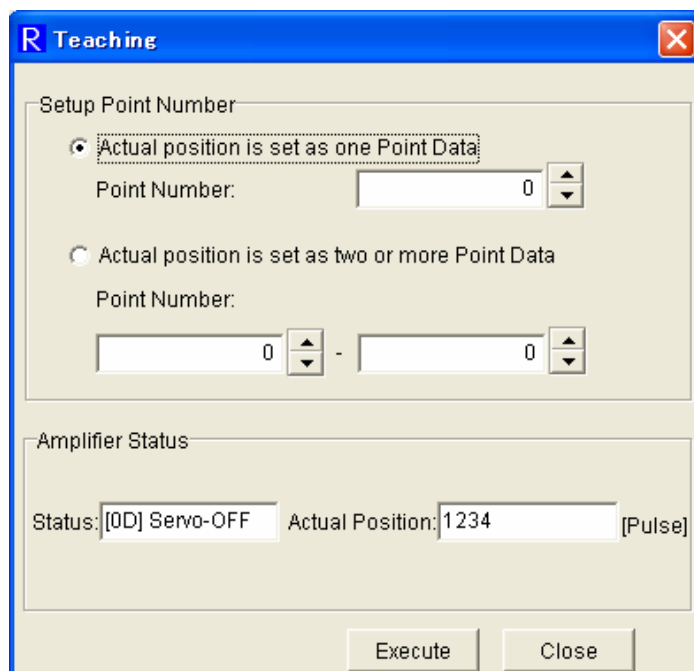 R Teaching
Setup Point Number
Actual position is set as one Point Data
Point Number: 0
Actual position is set as two or more Point Data
Point Number:
0 - 0
Amplifier Status
Status: [0D] Servo-OFF Actual Position: 1234 [Pulse]
Execute Close